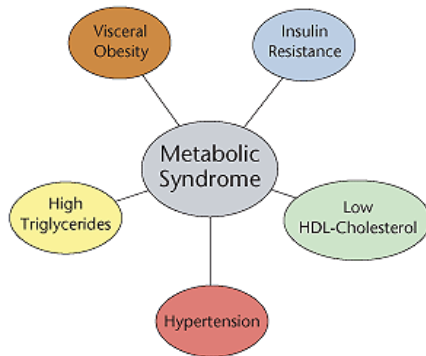 Visceral
Obesity
Insulin
Resistance
Metabolic
Syndrome
High
Triglycerides
Low
HDL-Cholesterol
Hypertension